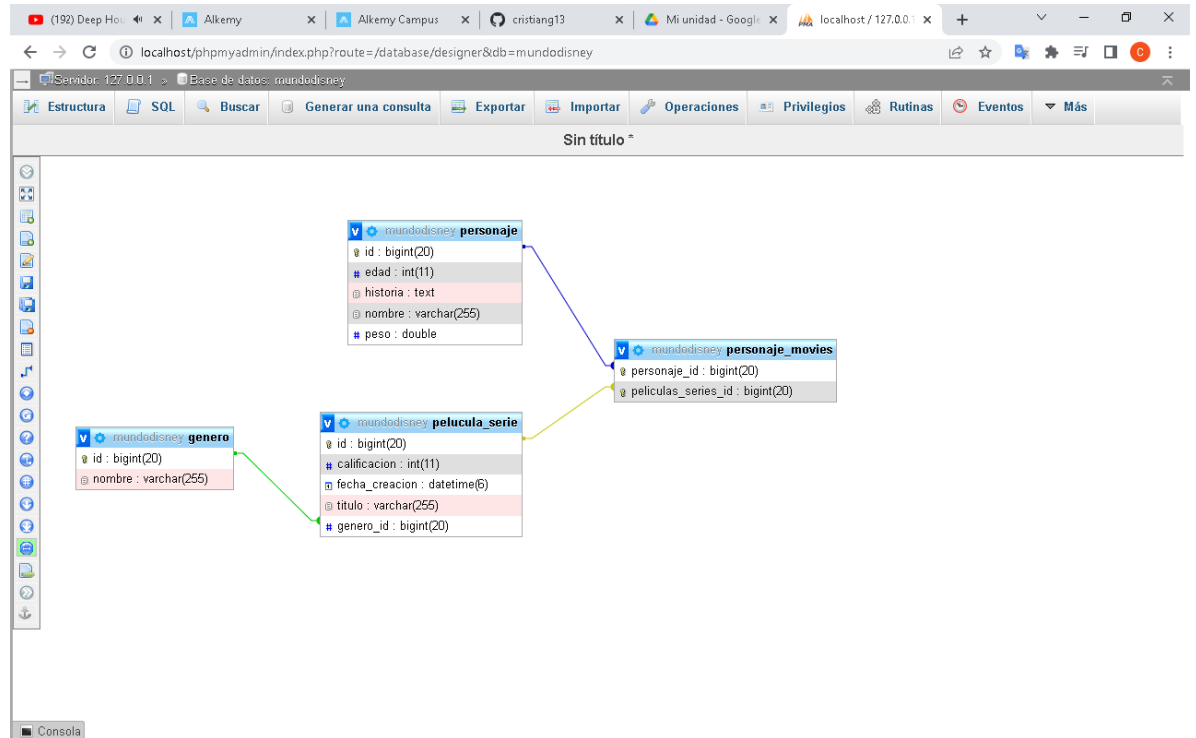 (192) Deep Hou
Alkemy
Alkemy Campus
cristiang13
Mi unidad - Google
localhost / 127.0.0.1
localhost/phpmyadmin/index.php?route=/database/designer&db=mundodisney
C
Servidor: 127.0.0.1 » Base de datos: mundodisney
Estructura SQL Buscar Generar una consulta Exportar Importar Operaciones Privilegios Rutinas Eventos Más
Sin título *
v mundodisney personaje
id : bigint(20)
# edad : int(11)
historia : text
nombre : varchar(255)
# peso : double
v mundodisney personaje_movies
personaje_id : bigint(20)
peliculas_series_id : bigint(20)
v mundodisney pelucula_serie
id : bigint(20)
# calificacion : int(11)
fecha_creacion : datetime(6)
titulo : varchar(255)
# genero_id : bigint(20)
v mundodisney genero
id : bigint(20)
nombre : varchar(255)
Consola